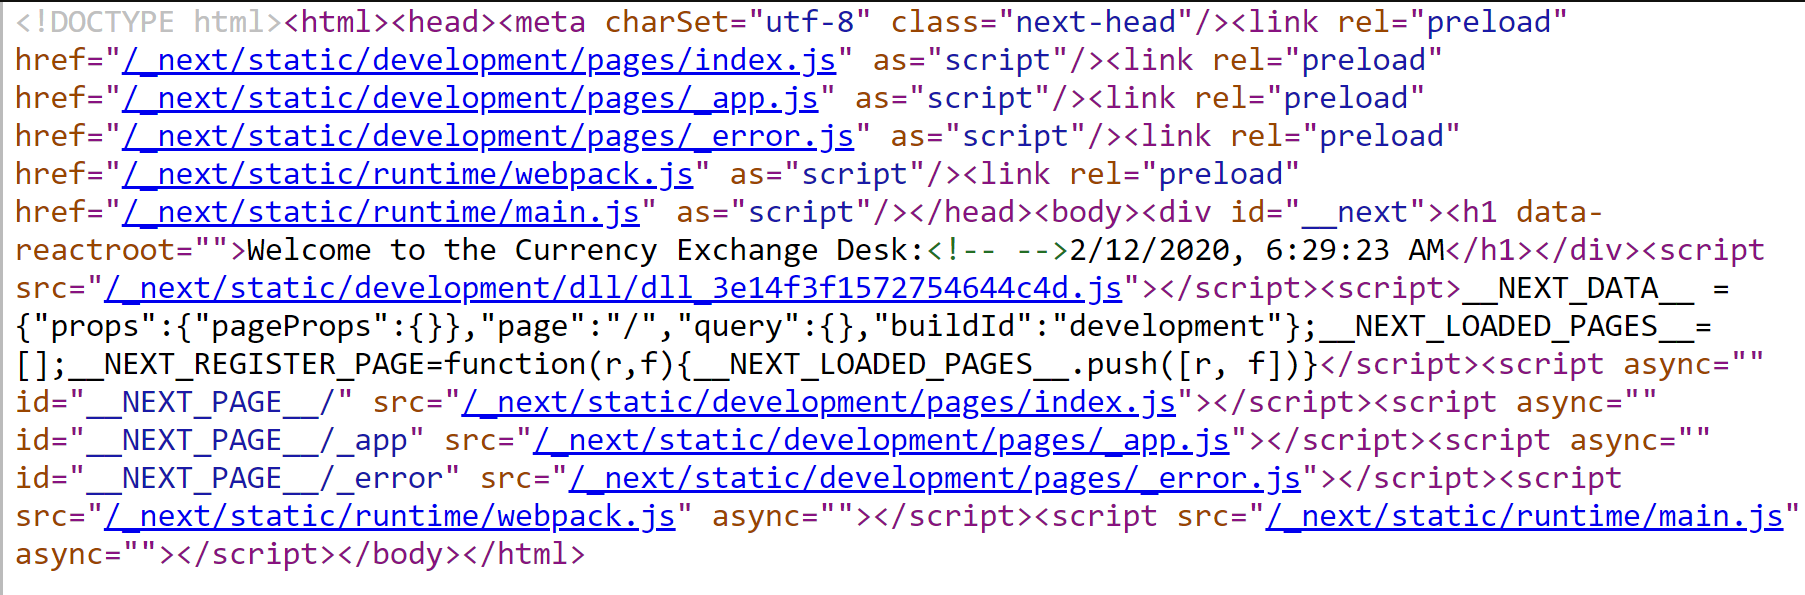 <!DOCTYPE html><html><head><meta charSet="utf-8" class="next-head"/><link rel="preload"
href="/_next/static/development/pages/index.js" as="script"/><link rel="preload"
href="/_next/static/development/pages/_app.js" as="script"/><link rel="preload"
href="/_next/static/development/pages/_error.js" as="script"/><link rel="preload"
href="/_next/static/runtime/webpack.js" as="script"/><link rel="preload"
href="/_next/static/runtime/main.js" as="script"/></head><body><div id="__next"><h1 data-
reactroot="">Welcome to the Currency Exchange Desk:<!-- -->2/12/2020, 6:29:23 AM</h1></div><script
src="/_next/static/development/dll/dll_3e14f3f1572754644c4d.js"></script><script>__NEXT_DATA__ =
{"props":{"pageProps":{}},"page":"/","query":{},"buildId":"development"};__NEXT_LOADED_PAGES__=
[];__NEXT_REGISTER_PAGE=function(r,f){__NEXT_LOADED_PAGES__.push([r, f])}</script><script async=""
id="__NEXT_PAGE__/" src="/_next/static/development/pages/index.js"></script><script async=""
id="__NEXT_PAGE__/_app" src="/_next/static/development/pages/_app.js"></script><script async=""
id="__NEXT_PAGE__/_error" src="/_next/static/development/pages/_error.js"></script><script
src="/_next/static/runtime/webpack.js" async=""></script><script src="/_next/static/runtime/main.js"
async=""></script></body></html>